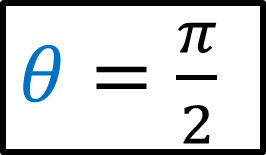 θ = π/2